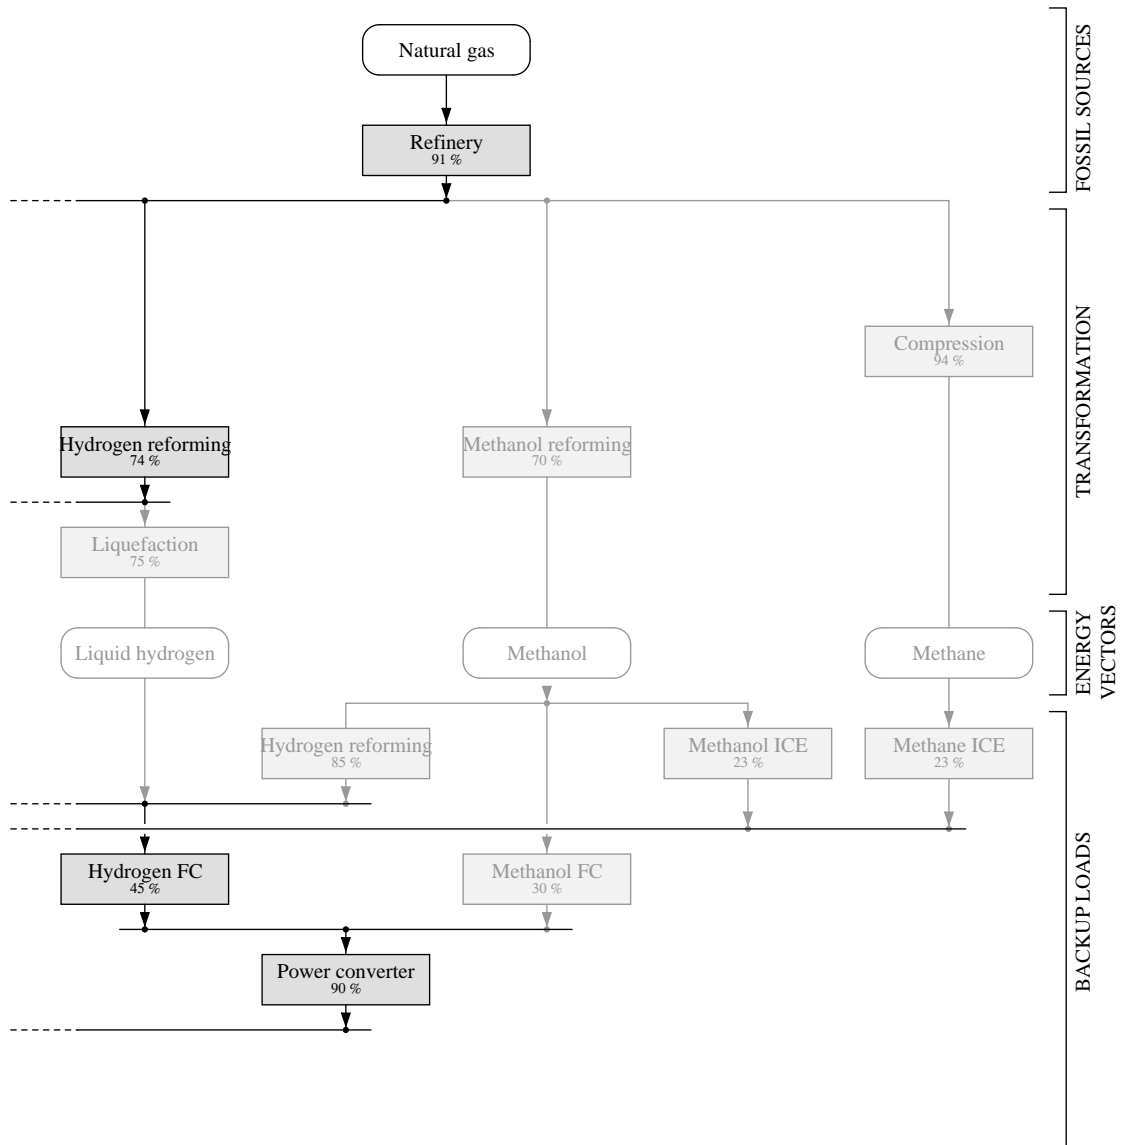 Natural gas
Refinery
91 %
FOSSIL SOURCES
Compression
94 %
Hydrogen reforming
74 %
Methanol reforming
70 %
Liquefaction
75 %
TRANSFORMATION
Liquid hydrogen
Methanol
Methane
ENERGY
VECTORS
Hydrogen reforming
85 %
Methanol ICE
23 %
Methane ICE
23 %
Hydrogen FC
45 %
Methanol FC
30 %
Power converter
90 %
BACKUP LOADS